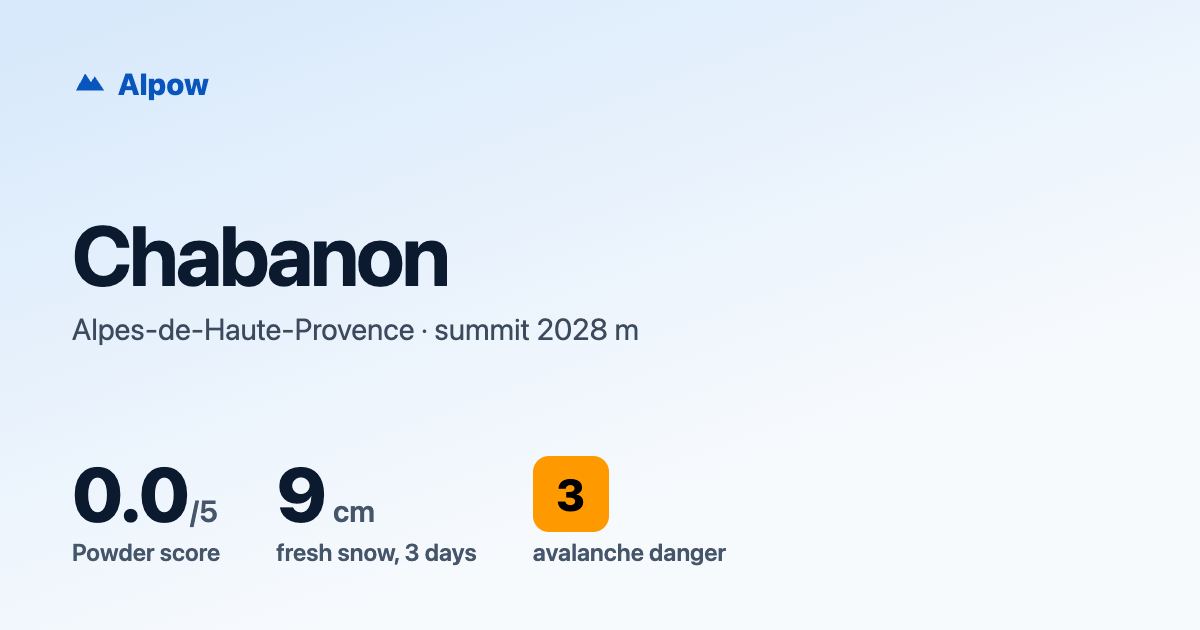 Alpow
Chabanon
Alpes-de-Haute-Provence · summit 2028 m
0.0/5 9 cm 3
Powder score fresh snow, 3 days avalanche danger